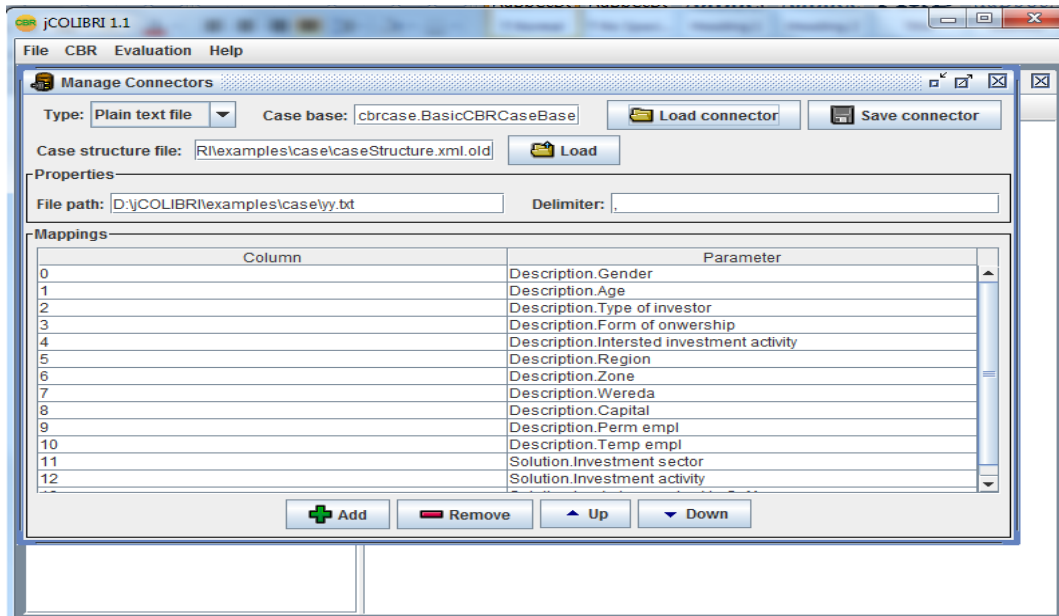 jCOLIBRI 1.1
File CBR Evaluation Help
Manage Connectors
Type: Plain text file Case base: cbrcase.BasicCBRCaseBase Load connector Save connector
Case structure file: RI\examples\case\caseStructure.xml.old Load
Properties
File path: D:\jCOLIBRI\examples\case\yy.txt Delimiter: ,
Mappings
Column Parameter
0 Description.Gender
1 Description.Age
2 Description.Type of investor
3 Description.Form of onwership
4 Description.Intersted investment activity
5 Description.Region
6 Description.Zone
7 Description.Wereda
8 Description.Capital
9 Description.Perm empl
10 Description.Temp empl
11 Solution.Investment sector
12 Solution.Investment activity
Add Remove Up Down